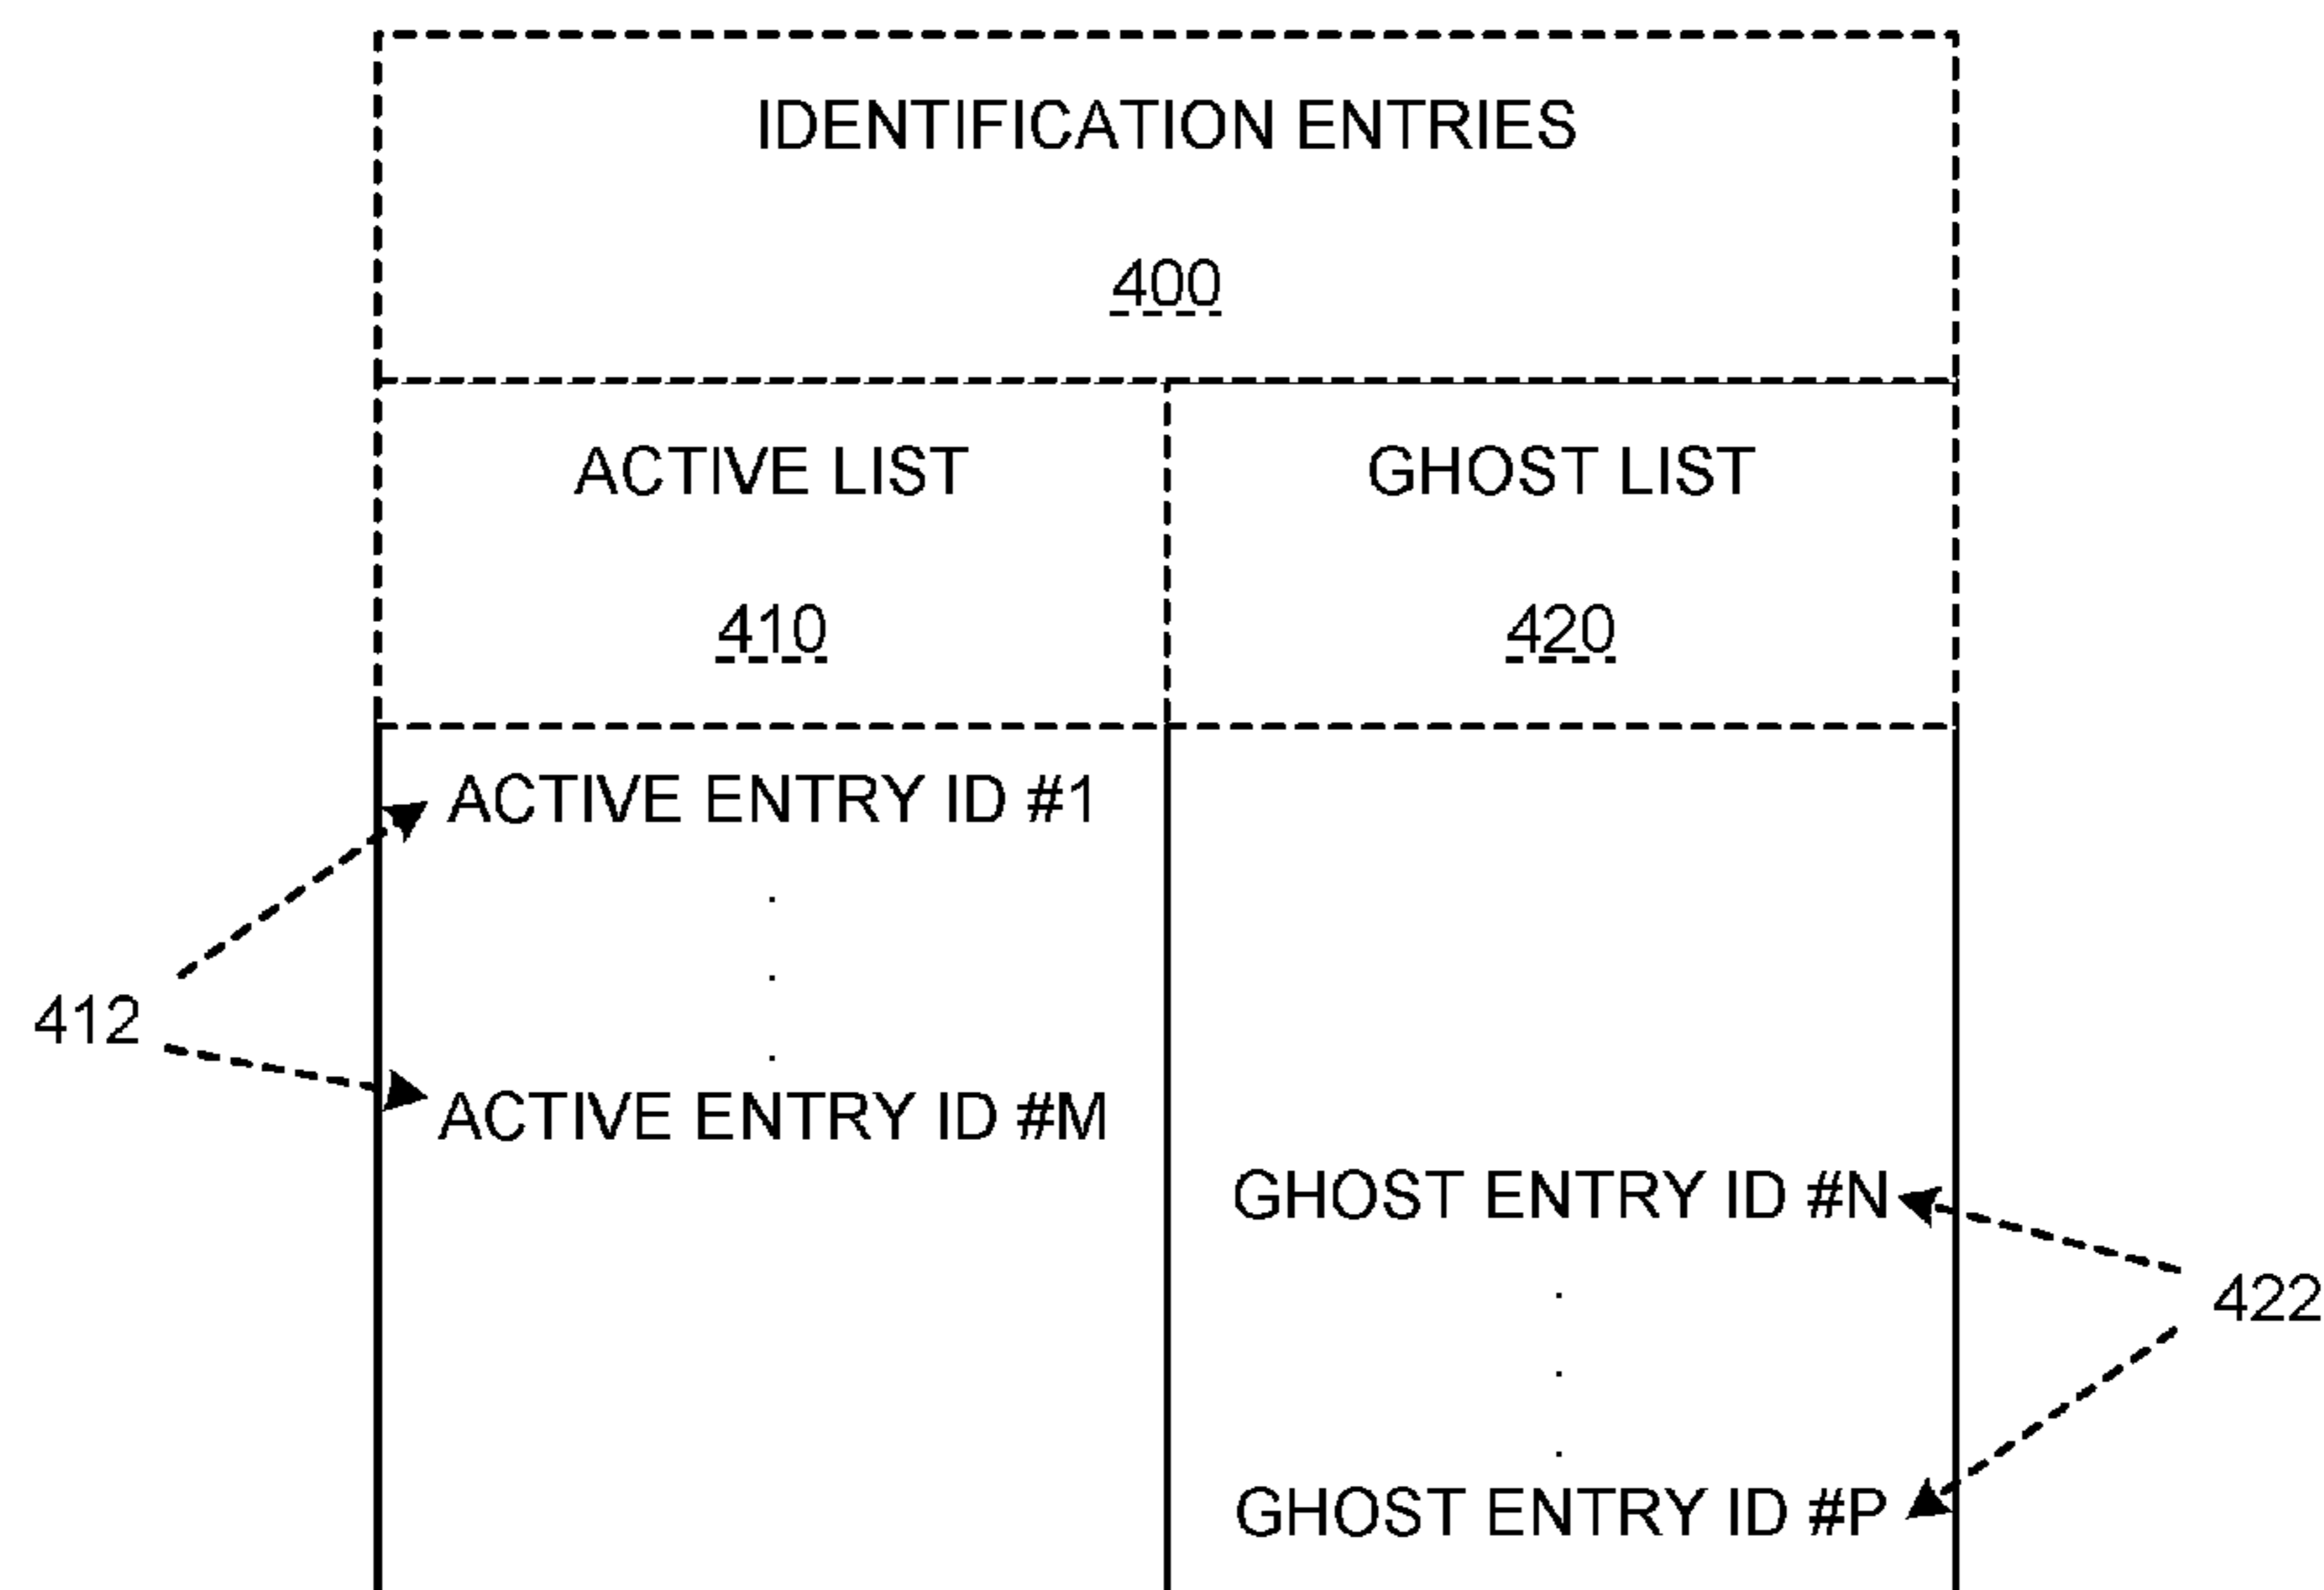 IDENTIFICATION ENTRIES
400
ACTIVE LIST
GHOST LIST
410
420
ACTIVE ENTRY ID #1
.
.
.
412
ACTIVE ENTRY ID #M
GHOST ENTRY ID #N
.
.
.
422
GHOST ENTRY ID #P